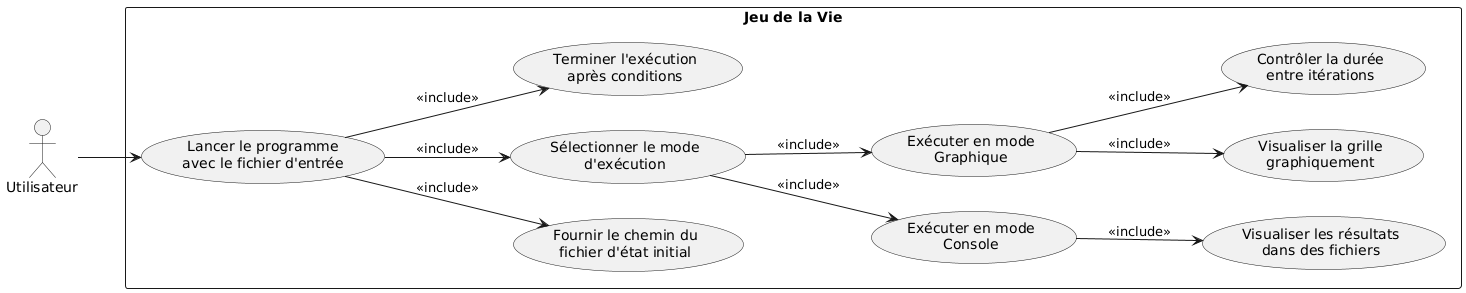 Jeu de la Vie
Utilisateur
Lancer le programme
avec le fichier d'entrée
«include»
«include»
«include»
Terminer l'exécution
après conditions
Sélectionner le mode
d'exécution
Fournir le chemin du
fichier d'état initial
«include»
«include»
Exécuter en mode
Graphique
Exécuter en mode
Console
«include»
«include»
«include»
Contrôler la durée
entre itérations
Visualiser la grille
graphiquement
Visualiser les résultats
dans des fichiers